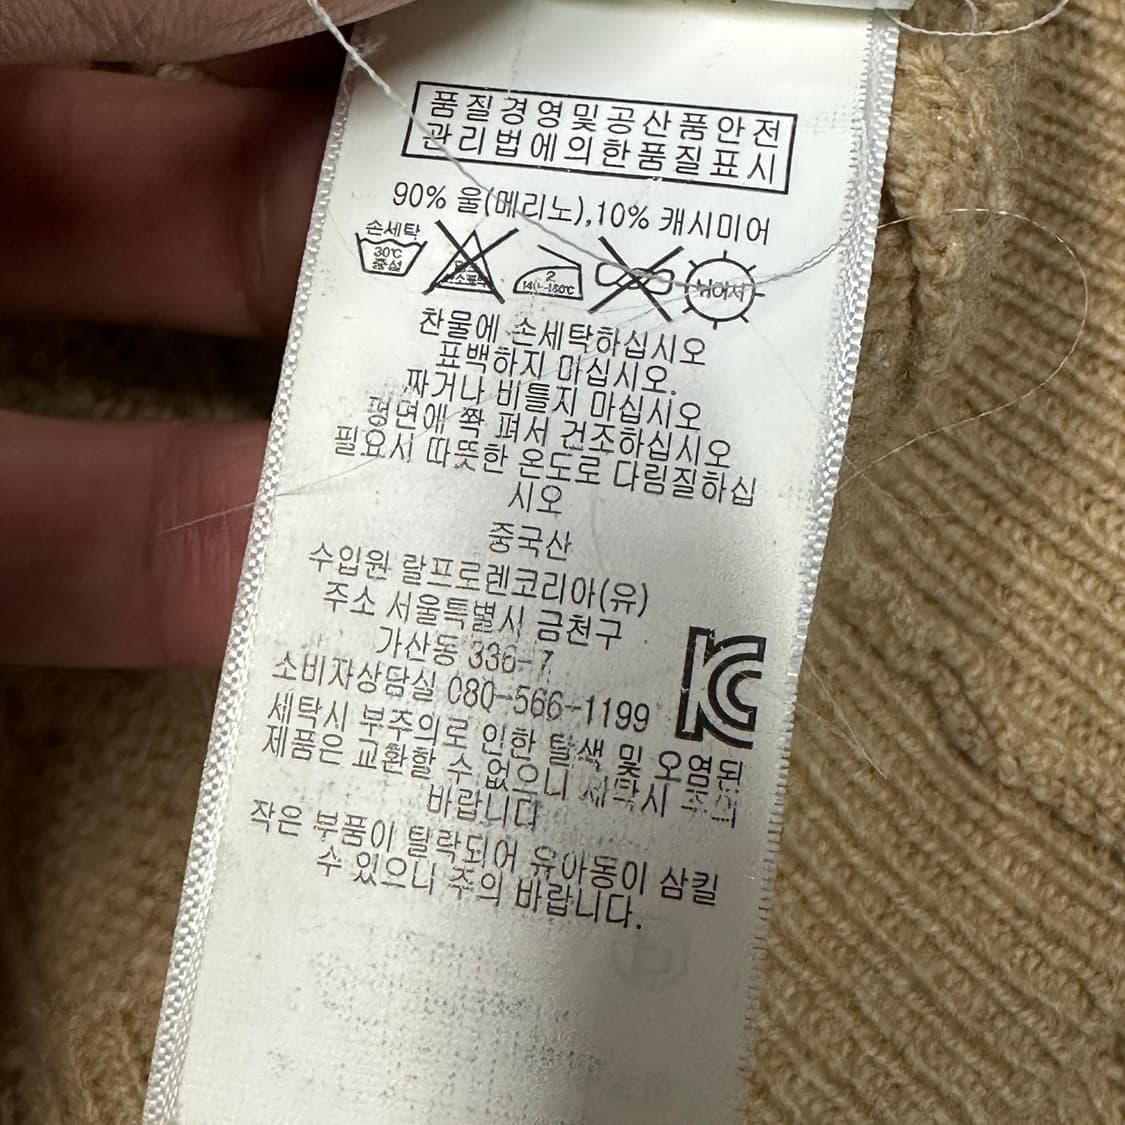 품질경영및공산품안전
관리법에의한품질표시
90% 울(메리노),10% 캐시미어
손세탁
30℃
중성
2
뉘어서
찬물에 손세탁하십시오
표백하지 마십시오.
짜거나 비틀지 마십시오
평면에 쫙 펴서 건조하십시오
필요시 따뜻한 온도로 다림질하십
시오
중국산
수입원 랄프로렌코리아(유)
주소 서울특별시 금천구
가산동 336-7
소비자상담실 080-566-1199
세탁시 부주의로 인한 탈색 및 오염된
제품은 교환할 수 없으니 세탁시 주의
바랍니다
작은 부품이 탈락되어 유아동이 삼킬
수 있으니 주의 바랍니다.